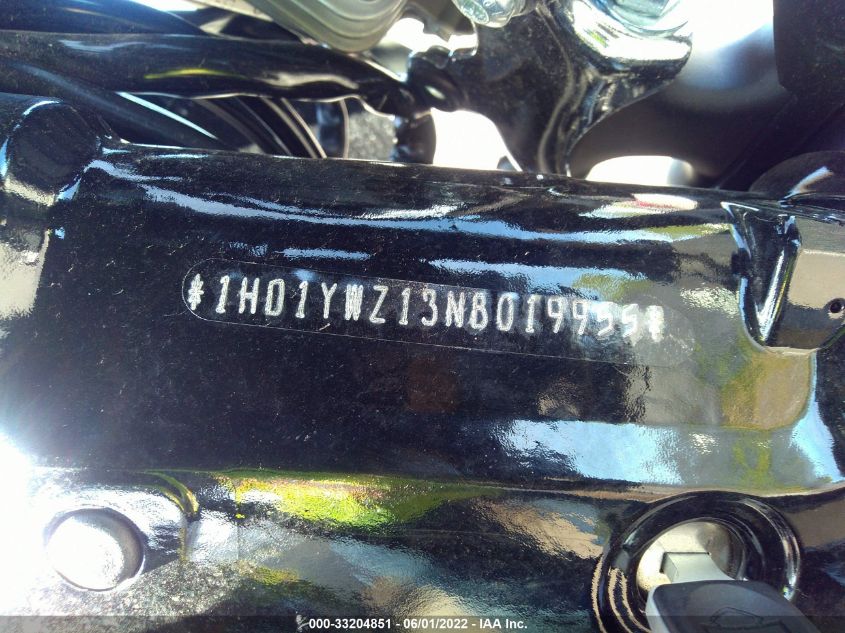 *1HD1YWZ13NB019955*
000-33204851 - 06/01/2022 - IAA Inc.